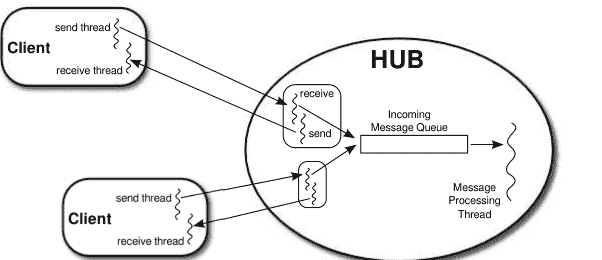 send thread
Client
receive thread
HUB
receive
send
Incoming
Message Queue
Message
Processing
Thread
send thread
Client
receive thread